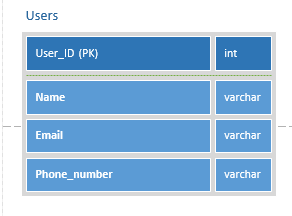 Users
User_ID (PK) int
Name varchar
Email varchar
Phone_number varchar